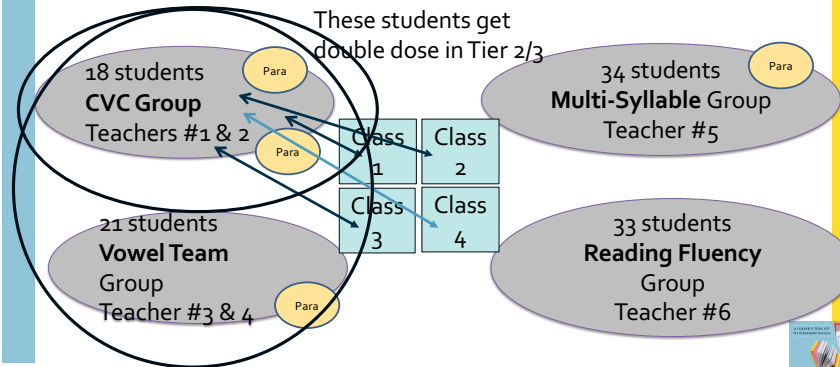 These students get
double dose in Tier 2/3
18 students
CVC Group
Teachers #1 & 2
Para
Para
34 students
Multi-Syllable Group
Teacher #5
Para
Class
1
Class
2
Class
3
Class
4
21 students
Vowel Team
Group
Teacher #3 & 4
Para
33 students
Reading Fluency
Group
Teacher #6